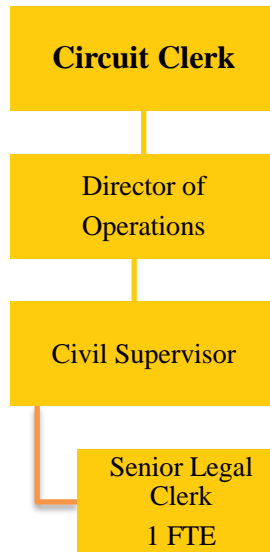 Circuit Clerk
Director of
Operations
Civil Supervisor
Senior Legal
Clerk
1 FTE